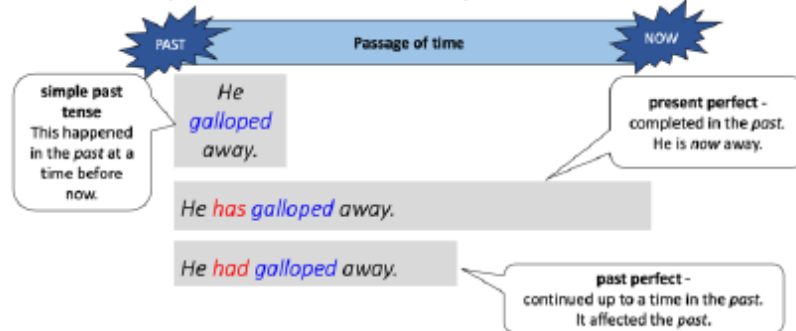 PAST
Passage of time
NOW
simple past
tense
This happened
in the past at a
time before
now.
He
galloped
away.
present perfect -
completed in the past.
He is now away.
He has galloped away.
He had galloped away.
past perfect -
continued up to a time in the past.
It affected the past.